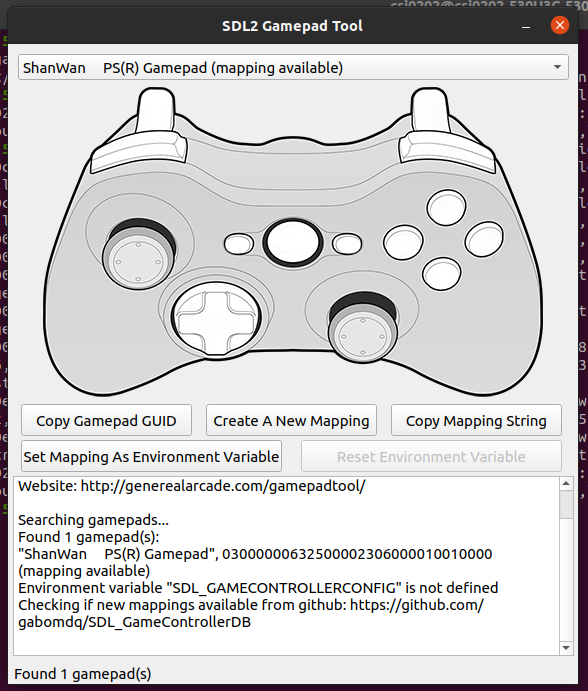 SDL2 Gamepad Tool
ShanWan PS(R) Gamepad (mapping available)
Copy Gamepad GUID
Create A New Mapping
Copy Mapping String
Set Mapping As Environment Variable
Reset Environment Variable
Website: http://generealarcade.com/gamepadtool/
Searching gamepads...
Found 1 gamepad(s):
"ShanWan PS(R) Gamepad", 03000000632500002306000010010000
(mapping available)
Environment variable "SDL_GAMECONTROLLERCONFIG" is not defined
Checking if new mappings available from github: https://github.com/
gabomdq/SDL_GameControllerDB
Found 1 gamepad(s)